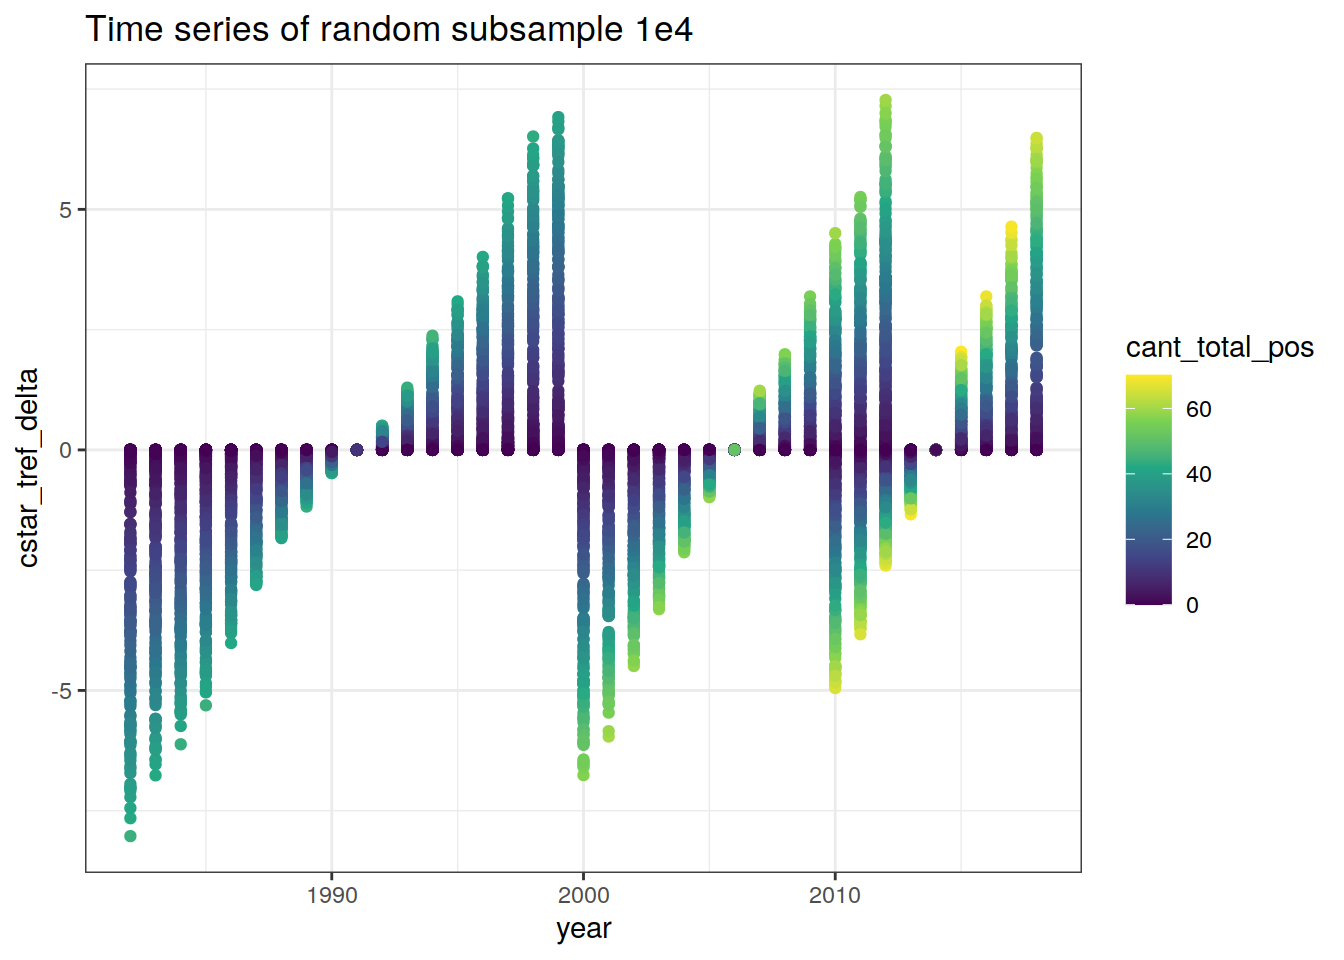 Time series of random subsample 1e4
cstar_tref_delta
5
0
-5
1990
2000
2010
year
cant_total_pos
60
40
20
0